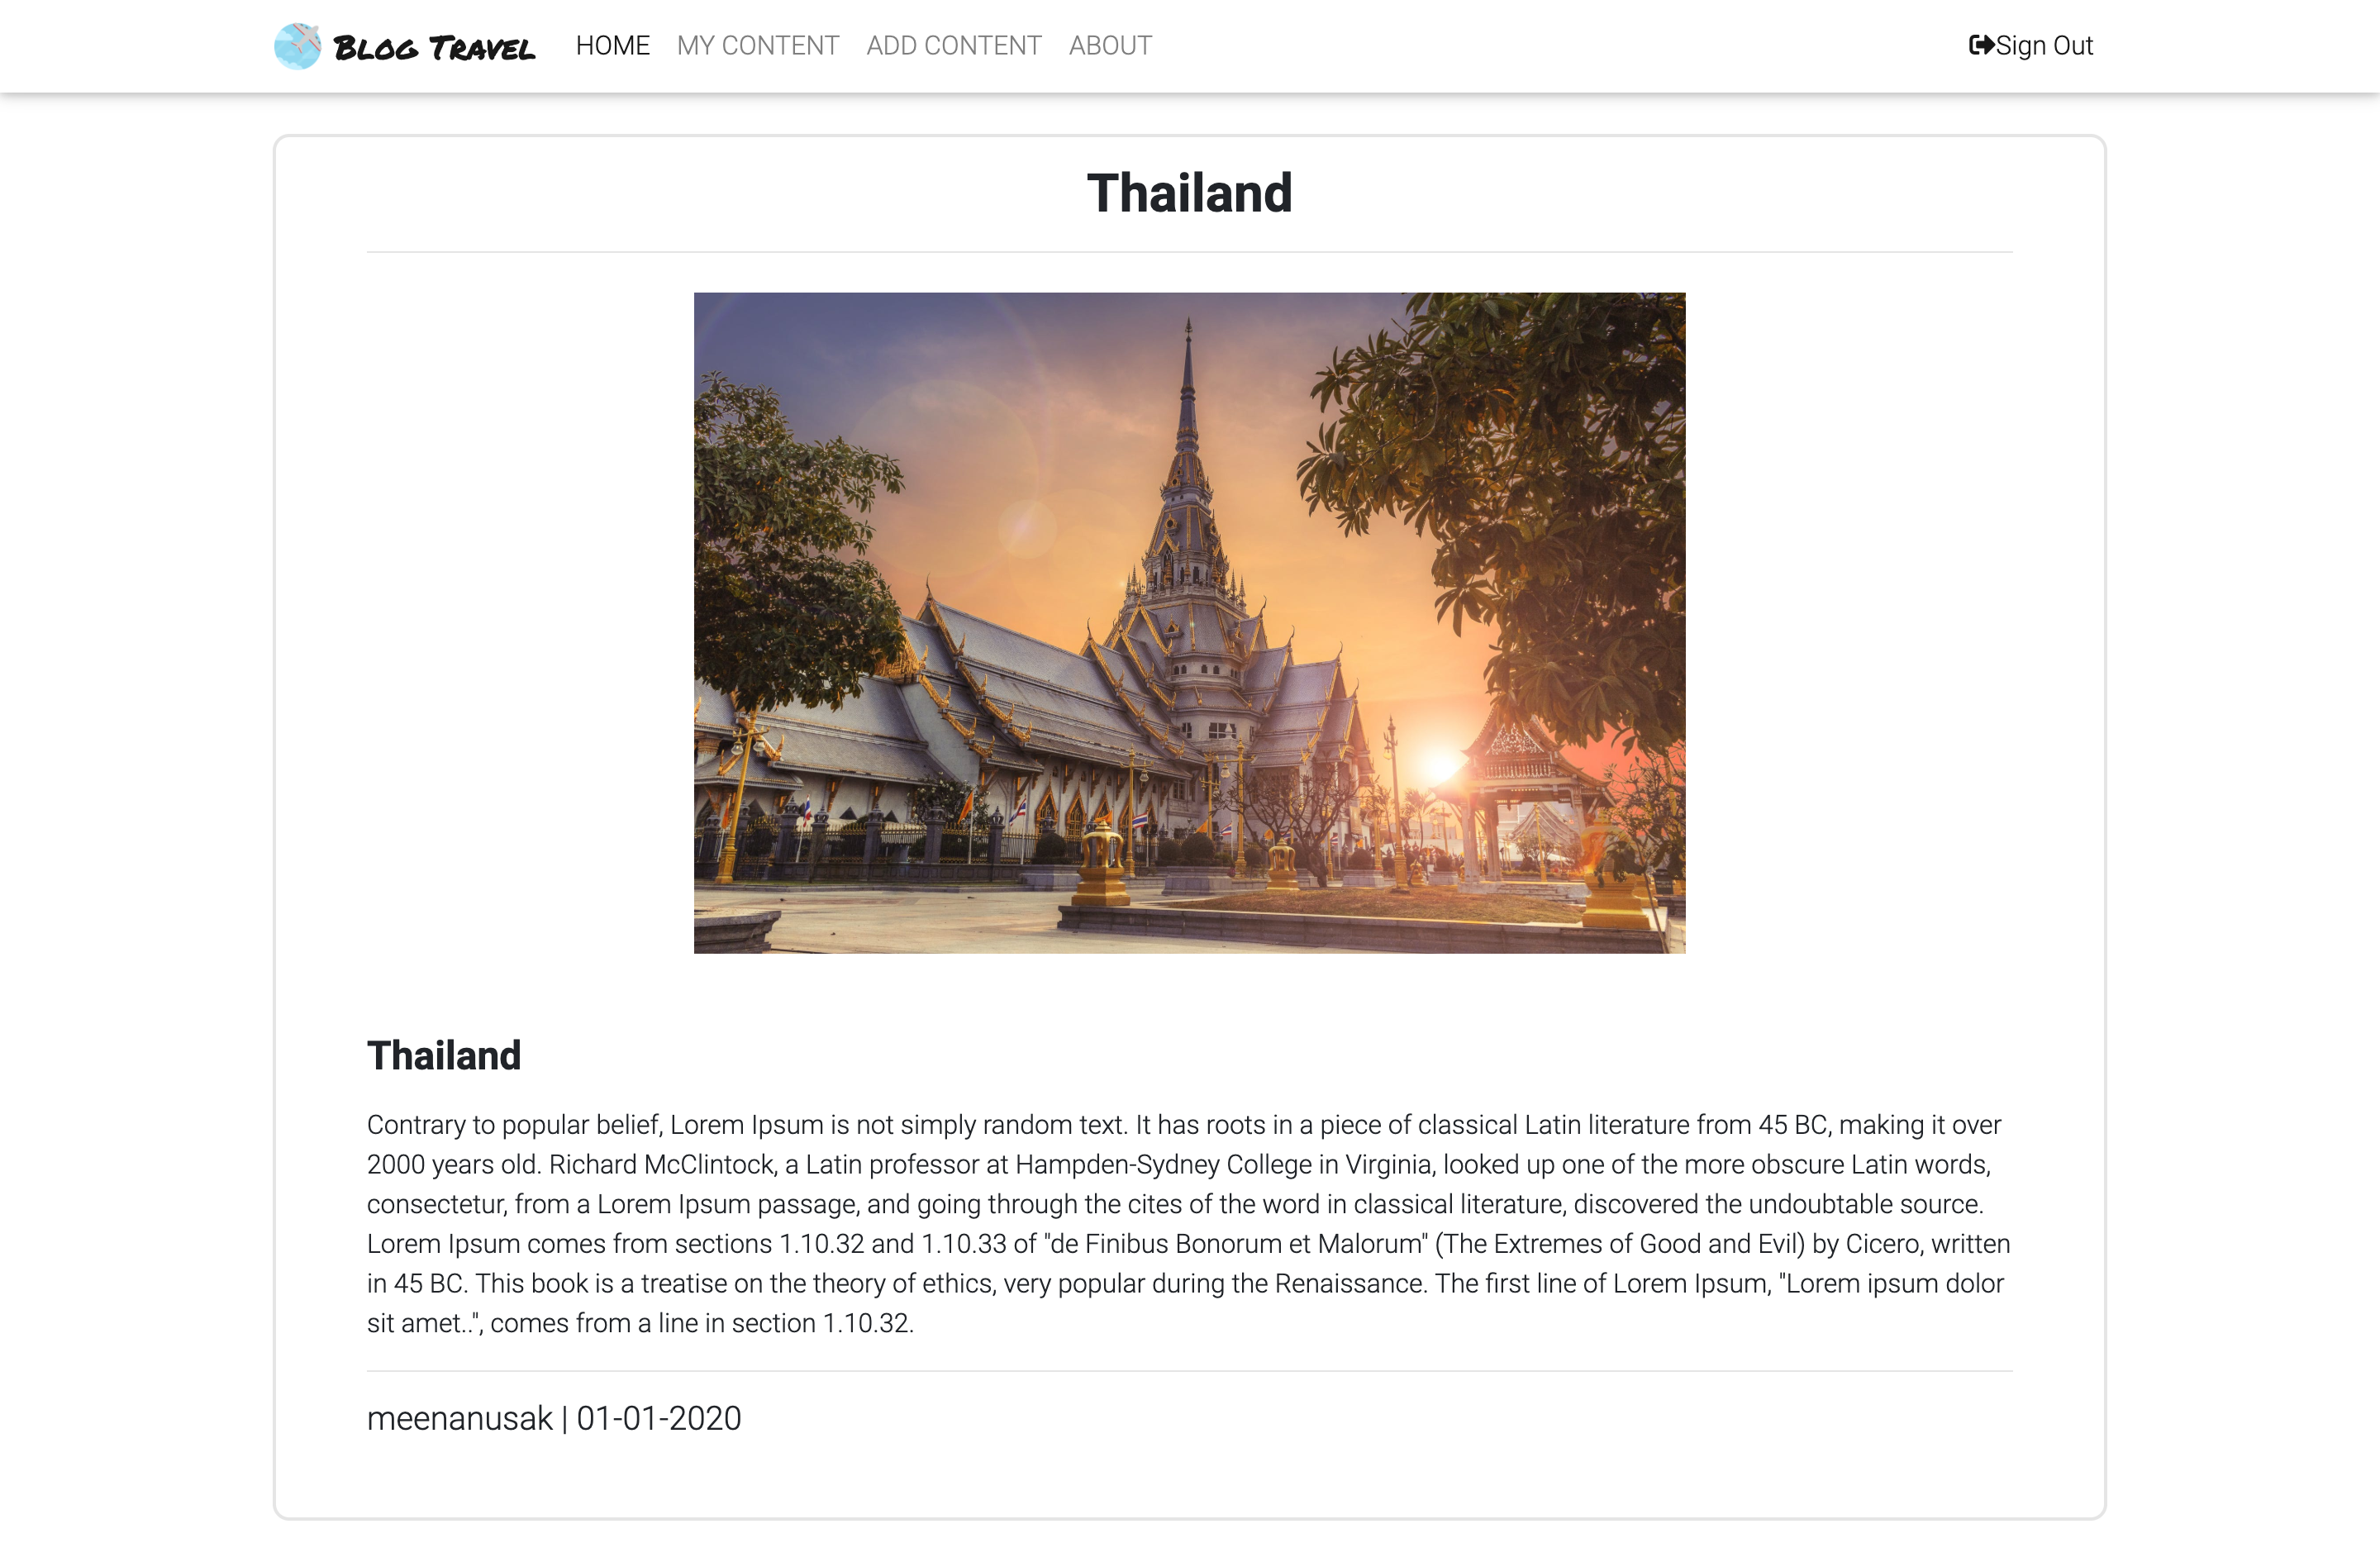 Blog Travel HOME MY CONTENT ADD CONTENT ABOUT Sign Out
Thailand
Thailand
Contrary to popular belief, Lorem Ipsum is not simply random text. It has roots in a piece of classical Latin literature from 45 BC, making it over
2000 years old. Richard McClintock, a Latin professor at Hampden-Sydney College in Virginia, looked up one of the more obscure Latin words,
consectetur, from a Lorem Ipsum passage, and going through the cites of the word in classical literature, discovered the undoubtable source.
Lorem Ipsum comes from sections 1.10.32 and 1.10.33 of "de Finibus Bonorum et Malorum" (The Extremes of Good and Evil) by Cicero, written
in 45 BC. This book is a treatise on the theory of ethics, very popular during the Renaissance. The first line of Lorem Ipsum, "Lorem ipsum dolor
sit amet..", comes from a line in section 1.10.32.
meenanusak | 01-01-2020